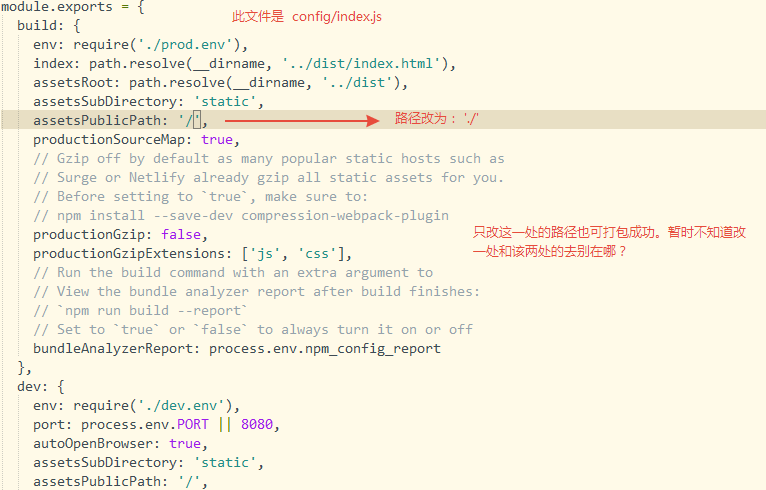 module.exports = {
此文件是 config/index.js
build: {
env: require('./prod.env'),
index: path.resolve(__dirname, '../dist/index.html'),
assetsRoot: path.resolve(__dirname, '../dist'),
assetsSubDirectory: 'static',
assetsPublicPath: '/',
路径改为： './'
productionSourceMap: true,
// Gzip off by default as many popular static hosts such as
// Surge or Netlify already gzip all static assets for you.
// Before setting to `true`, make sure to:
// npm install --save-dev compression-webpack-plugin
productionGzip: false,
productionGzipExtensions: ['js', 'css'],
只改这一处的路径也可打包成功。暂时不知道改
一处和该两处的去别在哪？
// Run the build command with an extra argument to
// View the bundle analyzer report after build finishes:
// `npm run build --report`
// Set to `true` or `false` to always turn it on or off
bundleAnalyzerReport: process.env.npm_config_report
},
dev: {
env: require('./dev.env'),
port: process.env.PORT || 8080,
autoOpenBrowser: true,
assetsSubDirectory: 'static',
assetsPublicPath: '/',